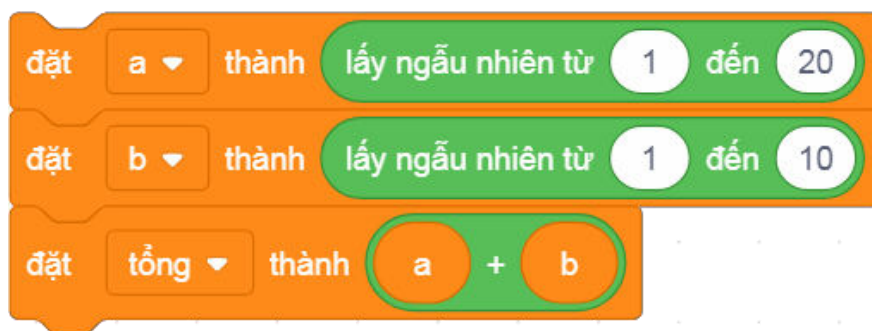 đặt a thành lấy ngẫu nhiên từ 1 đến 20
đặt b thành lấy ngẫu nhiên từ 1 đến 10
đặt tổng thành a + b